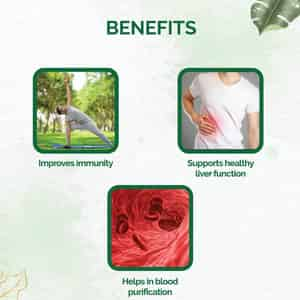 BENEFITS
Improves immunity
Supports healthy
liver function
Helps in blood
purification